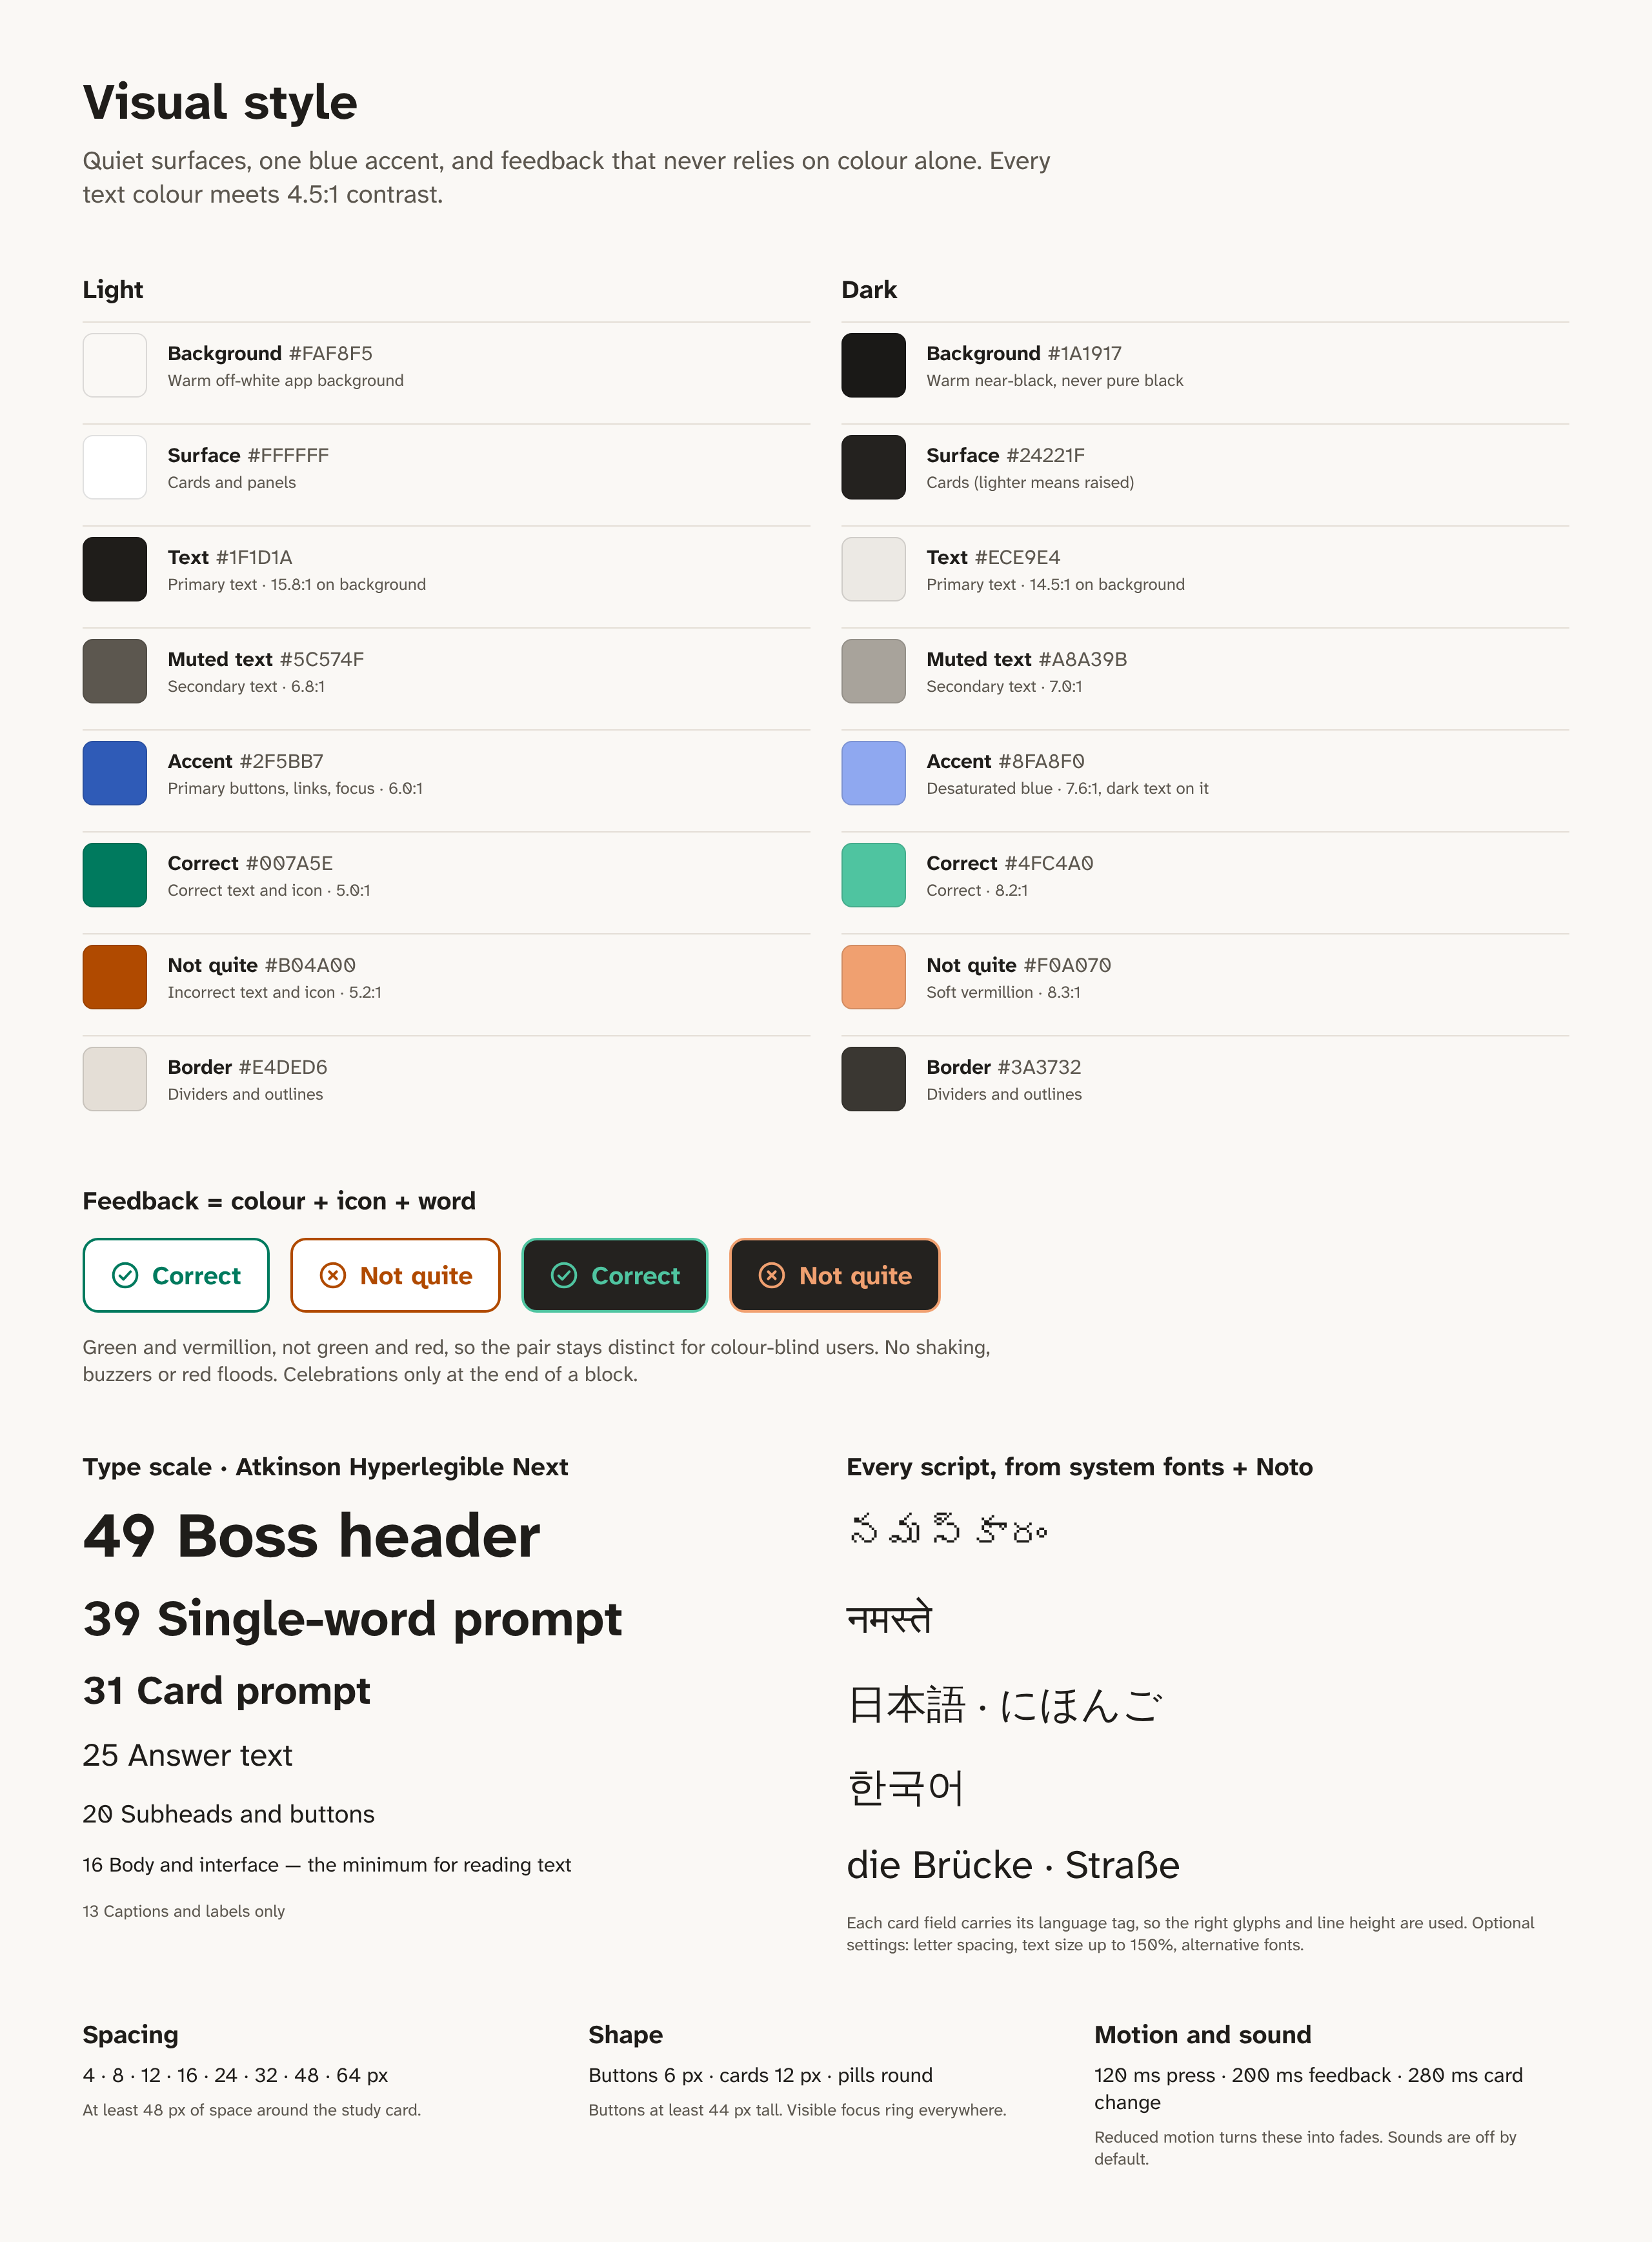 Visual style
Quiet surfaces, one blue accent, and feedback that never relies on colour alone. Every
text colour meets 4.5:1 contrast.
Light
Background #FAF8F5
Warm off-white app background
Surface #FFFFFF
Cards and panels
Text #1F1D1A
Primary text · 15.8:1 on background
Muted text #5C574F
Secondary text · 6.8:1
Accent #2F5BB7
Primary buttons, links, focus · 6.0:1
Correct #007A5E
Correct text and icon · 5.0:1
Not quite #B04A00
Incorrect text and icon · 5.2:1
Border #E4DED6
Dividers and outlines
Dark
Background #1A1917
Warm near-black, never pure black
Surface #24221F
Cards (lighter means raised)
Text #ECE9E4
Primary text · 14.5:1 on background
Muted text #A8A39B
Secondary text · 7.0:1
Accent #8FA8F0
Desaturated blue · 7.6:1, dark text on it
Correct #4FC4A0
Correct · 8.2:1
Not quite #F0A070
Soft vermillion · 8.3:1
Border #3A3732
Dividers and outlines
Feedback = colour + icon + word
Correct
Not quite
Correct
Not quite
Green and vermillion, not green and red, so the pair stays distinct for colour-blind users. No shaking,
buzzers or red floods. Celebrations only at the end of a block.
Type scale · Atkinson Hyperlegible Next
49 Boss header
39 Single-word prompt
31 Card prompt
25 Answer text
20 Subheads and buttons
16 Body and interface — the minimum for reading text
13 Captions and labels only
Every script, from system fonts + Noto
నమస్కారం
नमस्ते
日本語 · にほんご
한국어
die Brücke · Straße
Each card field carries its language tag, so the right glyphs and line height are used. Optional
settings: letter spacing, text size up to 150%, alternative fonts.
Spacing
4 · 8 · 12 · 16 · 24 · 32 · 48 · 64 px
At least 48 px of space around the study card.
Shape
Buttons 6 px · cards 12 px · pills round
Buttons at least 44 px tall. Visible focus ring everywhere.
Motion and sound
120 ms press · 200 ms feedback · 280 ms card
change
Reduced motion turns these into fades. Sounds are off by
default.